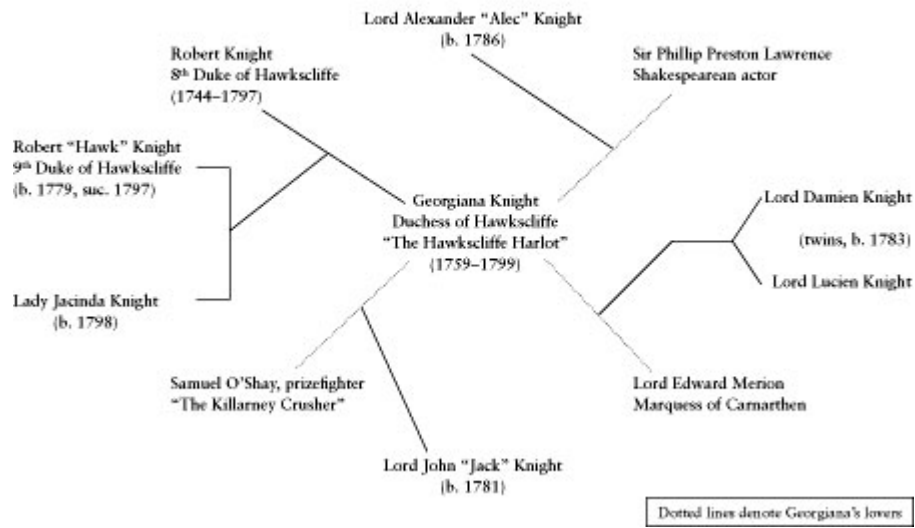 Lord Alexander “Alec” Knight
(b. 1786)
Robert Knight
8th Duke of Hawkscliffe
(1744–1797)
Sir Phillip Preston Lawrence
Shakespearean actor
Robert “Hawk” Knight
9th Duke of Hawkscliffe
(b. 1779, suc. 1797)
Georgiana Knight
Duchess of Hawkscliffe
“The Hawkscliffe Harlot”
(1759–1799)
Lord Damien Knight
(twins, b. 1783)
Lord Lucien Knight
Lady Jacinda Knight
(b. 1798)
Samuel O’Shay, prizefighter
“The Killarney Crusher”
Lord Edward Merion
Marquess of Carnarthen
Lord John “Jack” Knight
(b. 1781)
Dotted lines denote Georgiana’s lovers